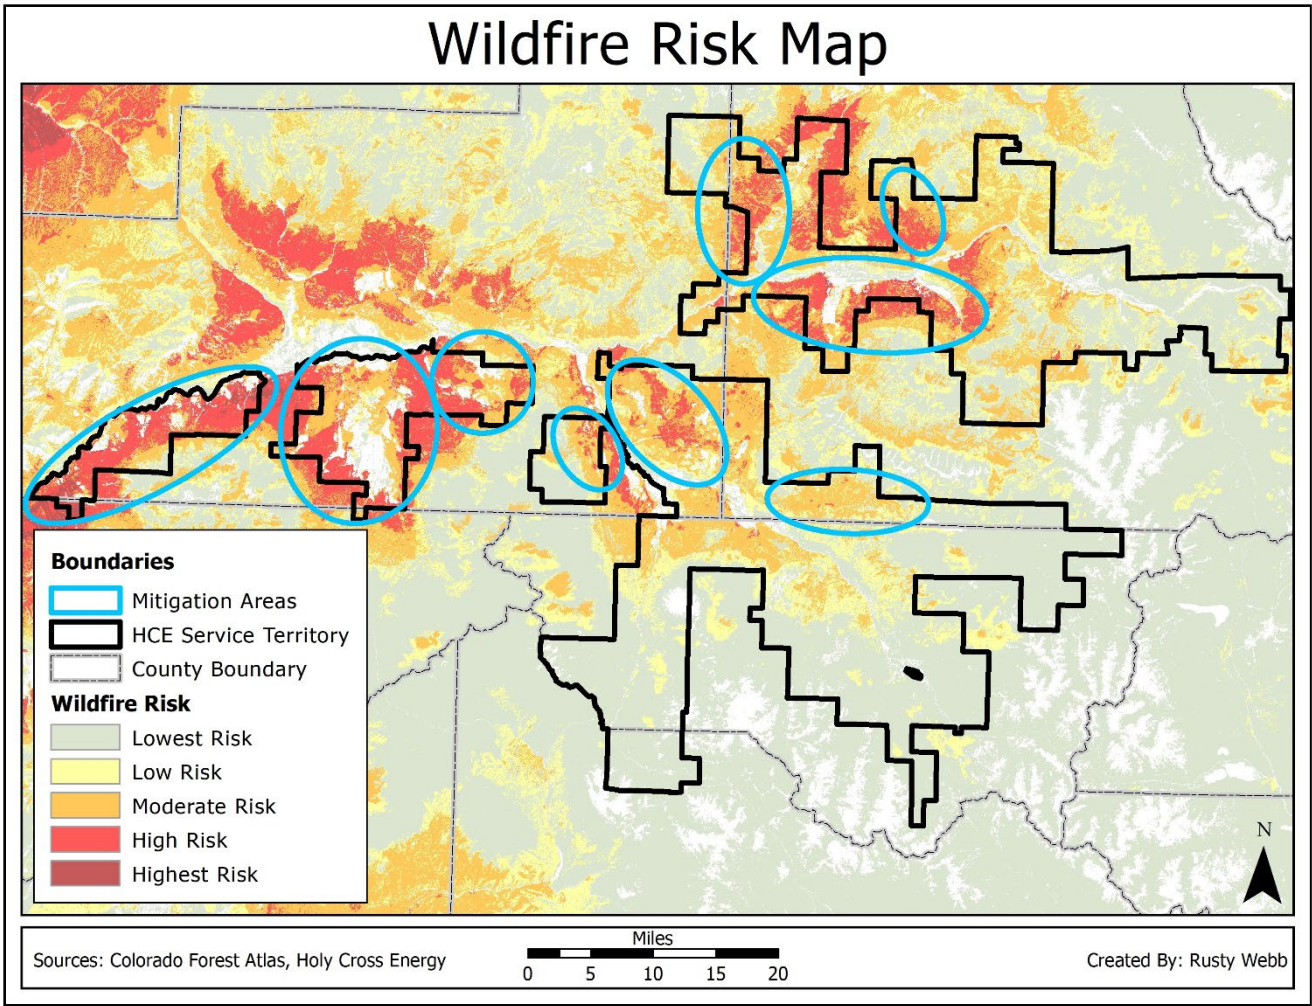 Wildfire Risk Map
Boundaries
Mitigation Areas
HCE Service Territory
County Boundary
Wildfire Risk
Lowest Risk
Low Risk
Moderate Risk
High Risk
Highest Risk
N
Sources: Colorado Forest Atlas, Holy Cross Energy
Miles
0 5 10 15 20
Created By: Rusty Webb